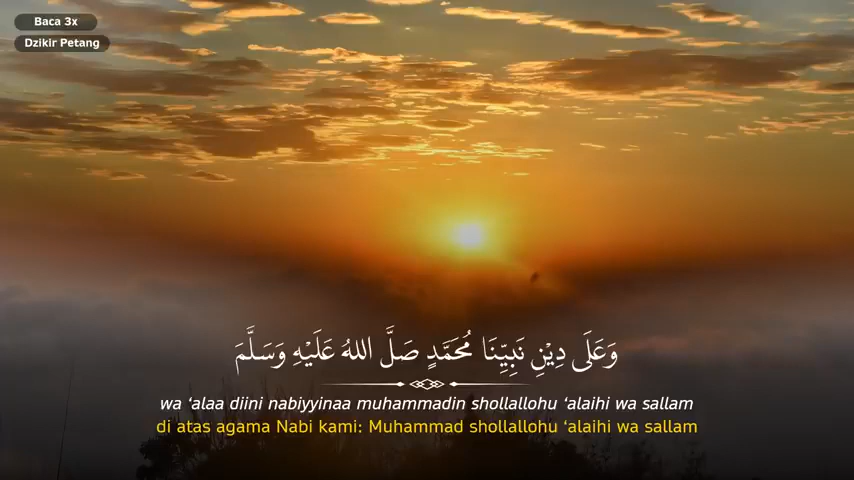 Baca 3x
Dzikir Petang
وَعَلَى دِيْنِ نَبِيِّنَا مُحَمَّدٍ صَلَّ اللهُ عَلَيْهِ وَسَلَّمَ
wa ‘alaa diini nabiyyinaa muhammadin shollallohu ‘alaihi wa sallam
di atas agama Nabi kami: Muhammad shollallohu ‘alaihi wa sallam